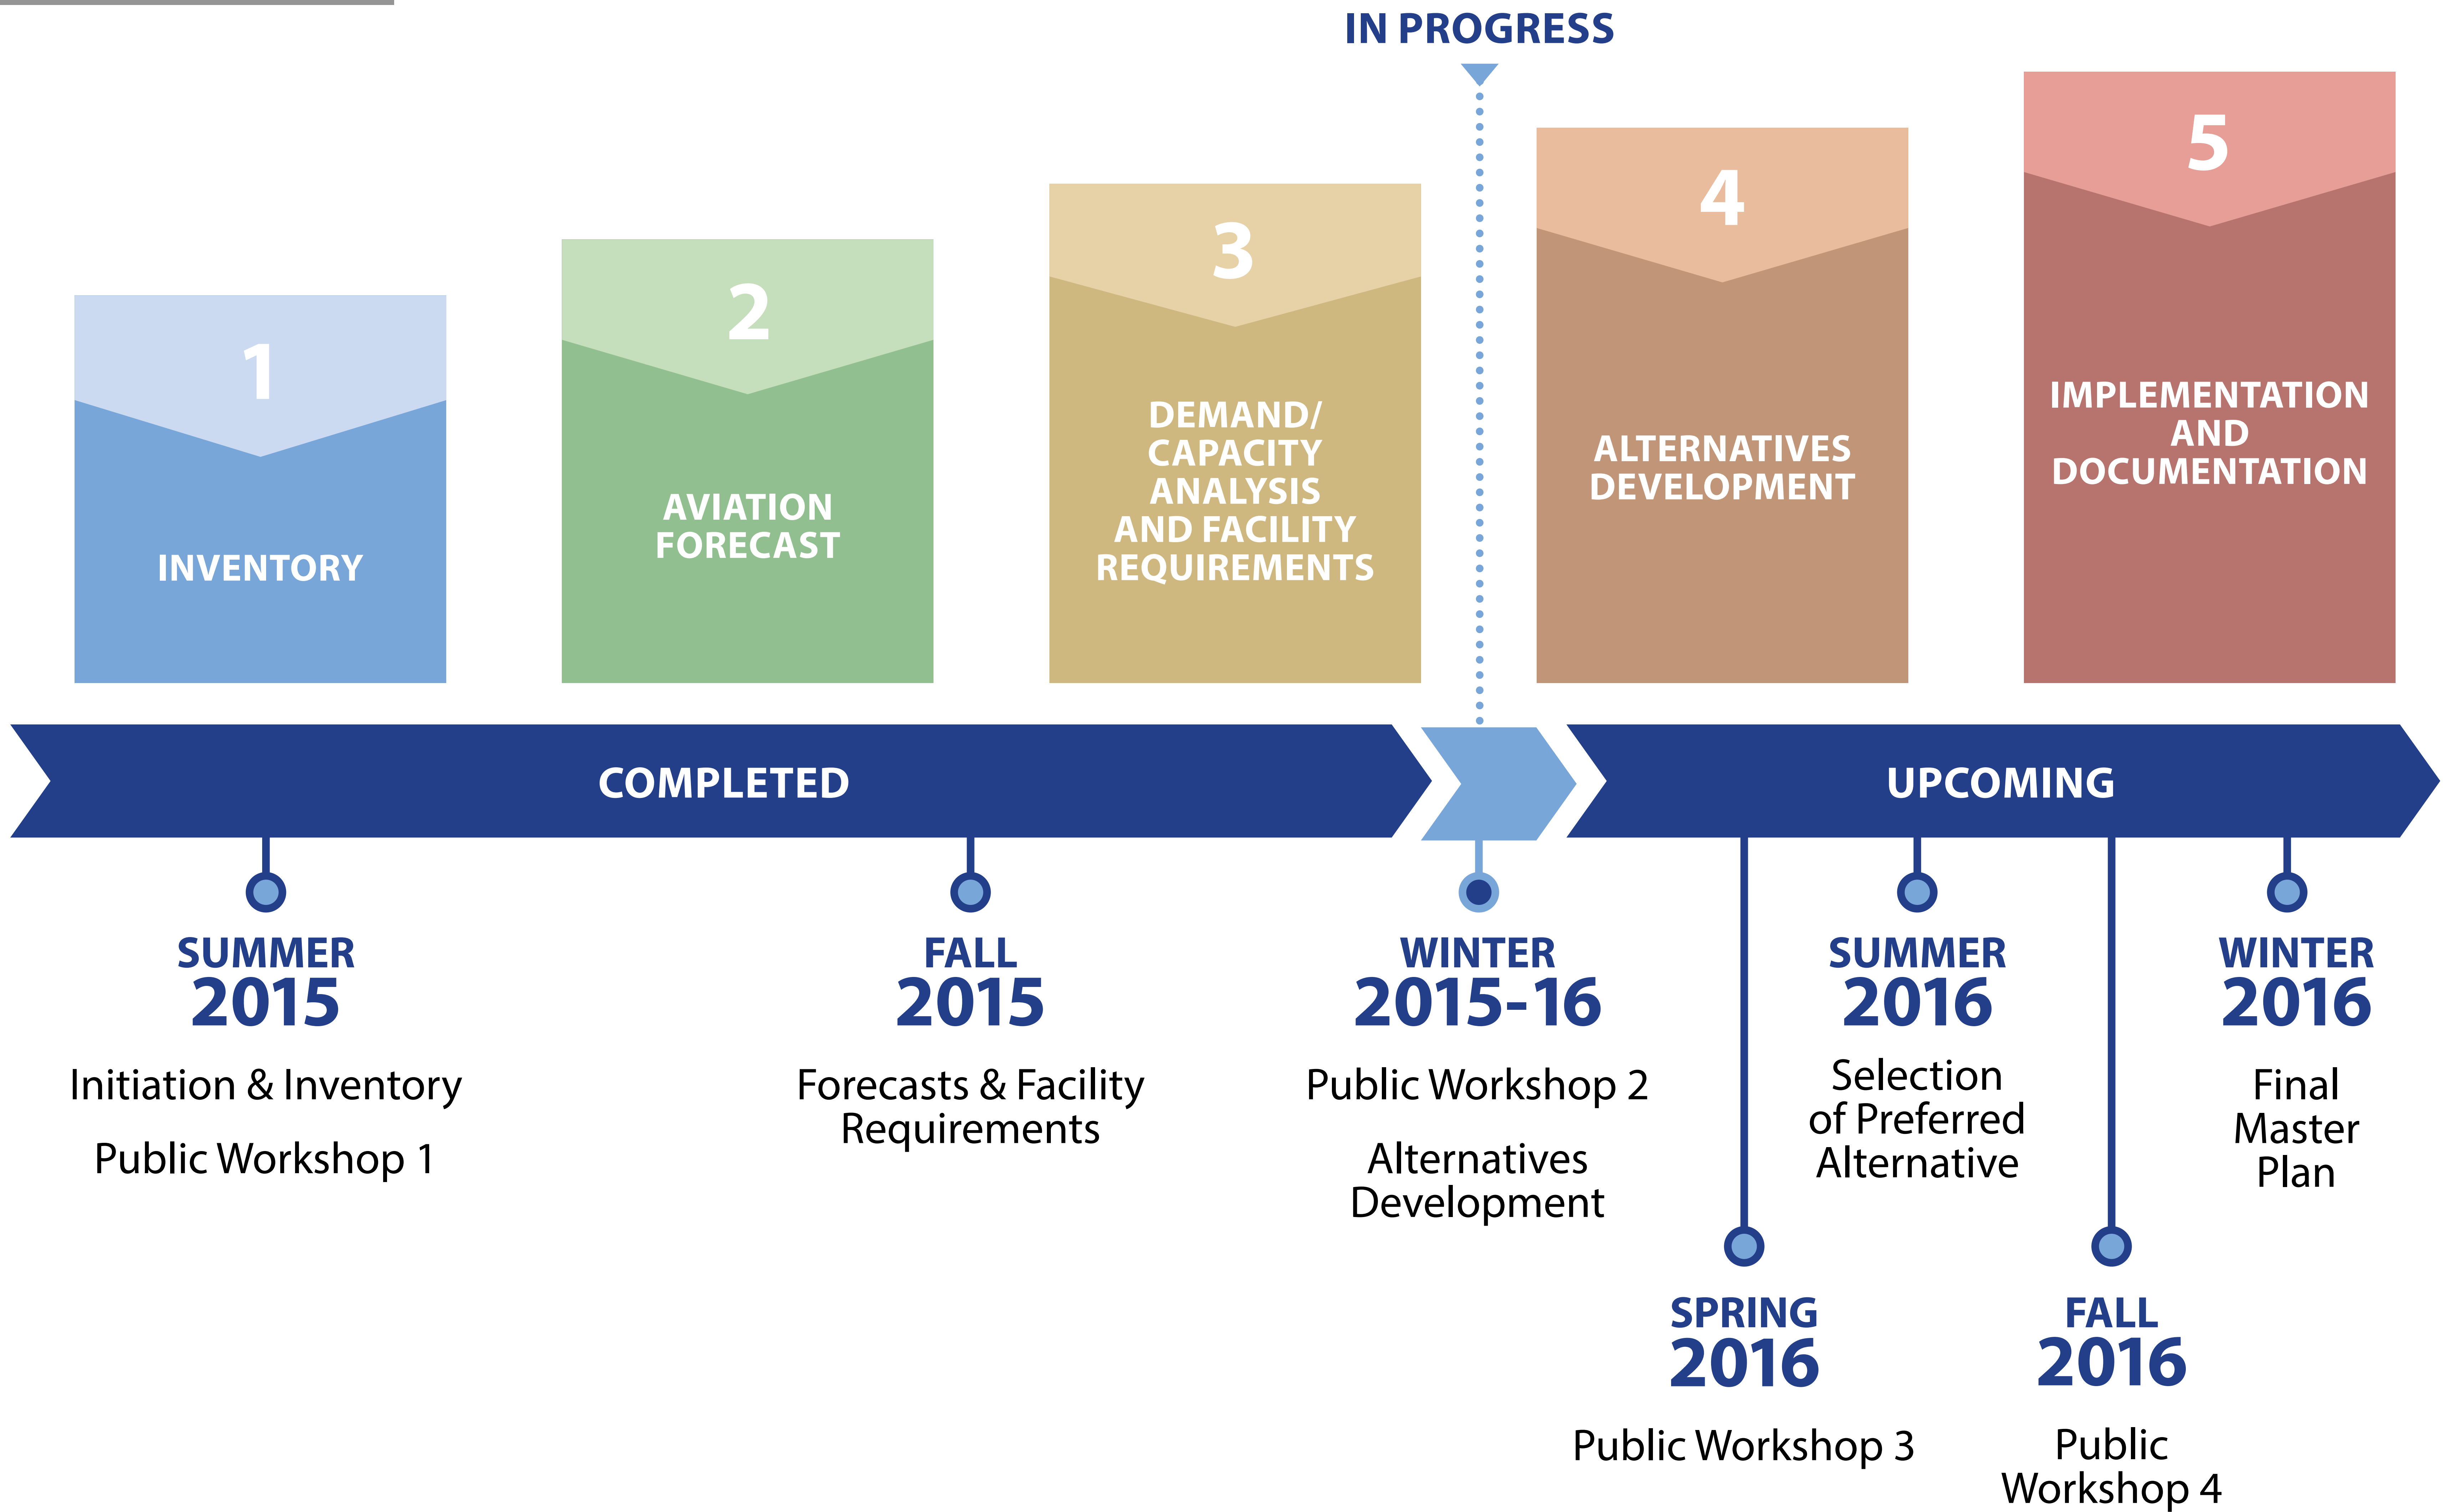 IN PROGRESS
1
INVENTORY
2
AVIATION
FORECAST
3
DEMAND/
CAPACITY
ANALYSIS
AND FACILITY
REQUIREMENTS
4
ALTERNATIVES
DEVELOPMENT
5
IMPLEMENTATION
AND
DOCUMENTATION
COMPLETED
UPCOMING
SUMMER
2015
Initiation & Inventory
Public Workshop 1
FALL
2015
Forecasts & Facility
Requirements
WINTER
2015-16
Public Workshop 2
Alternatives
Development
SPRING
2016
Public Workshop 3
SUMMER
2016
Selection
of Preferred
Alternative
FALL
2016
Public
Workshop 4
WINTER
2016
Final
Master
Plan